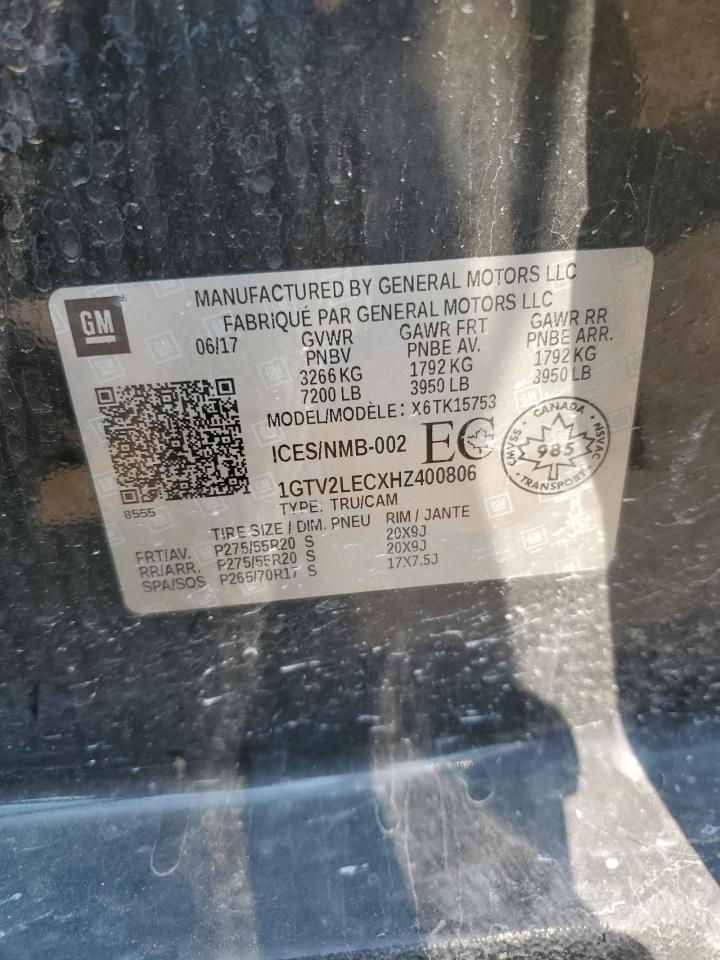 GM
MANUFACTURED BY GENERAL MOTORS LLC
FABRIQUÉ PAR GENERAL MOTORS LLC
06/17 GVWR GAWR FRT GAWR RR
PNBV PNBE AV. PNBE ARR.
3266 KG 1792 KG 1792 KG
7200 LB 3950 LB 3950 LB
MODEL/MODÈLE: X6TK15753
ICES/NMB-002 EC
CANADA
CMVSS 985 NSVAC
TRANSPORT
1GTV2LECXHZ400806
8555 TYPE: TRU/CAM
TIRE SIZE / DIM. PNEU RIM / JANTE
FRT/AV. P275/55R20 S 20X9J
RR/ARR. P275/55R20 S 20X9J
SPA/SOS P265/70R17 S 17X7.5J